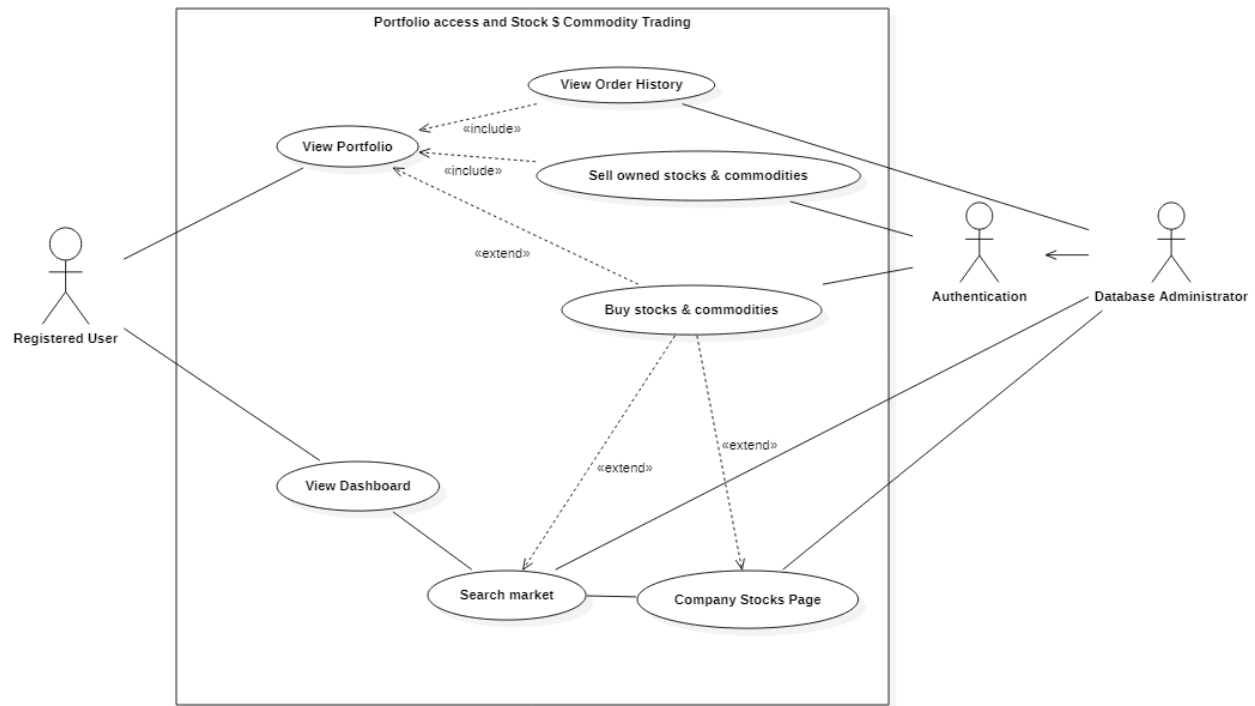 Portfolio access and Stock $ Commodity Trading
View Order History
«include»
View Portfolio
«include»
Sell owned stocks & commodities
«extend»
Authentication
Database Administrator
Buy stocks & commodities
Registered User
«extend»
«extend»
View Dashboard
Search market
Company Stocks Page